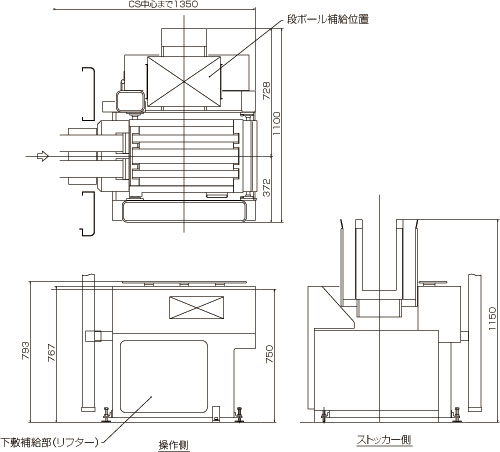 CS中心まで1350
段ボール補給位置
728
1100
372
793
767
750
1150
下敷補給部(リフター)
操作側
ストッカー側